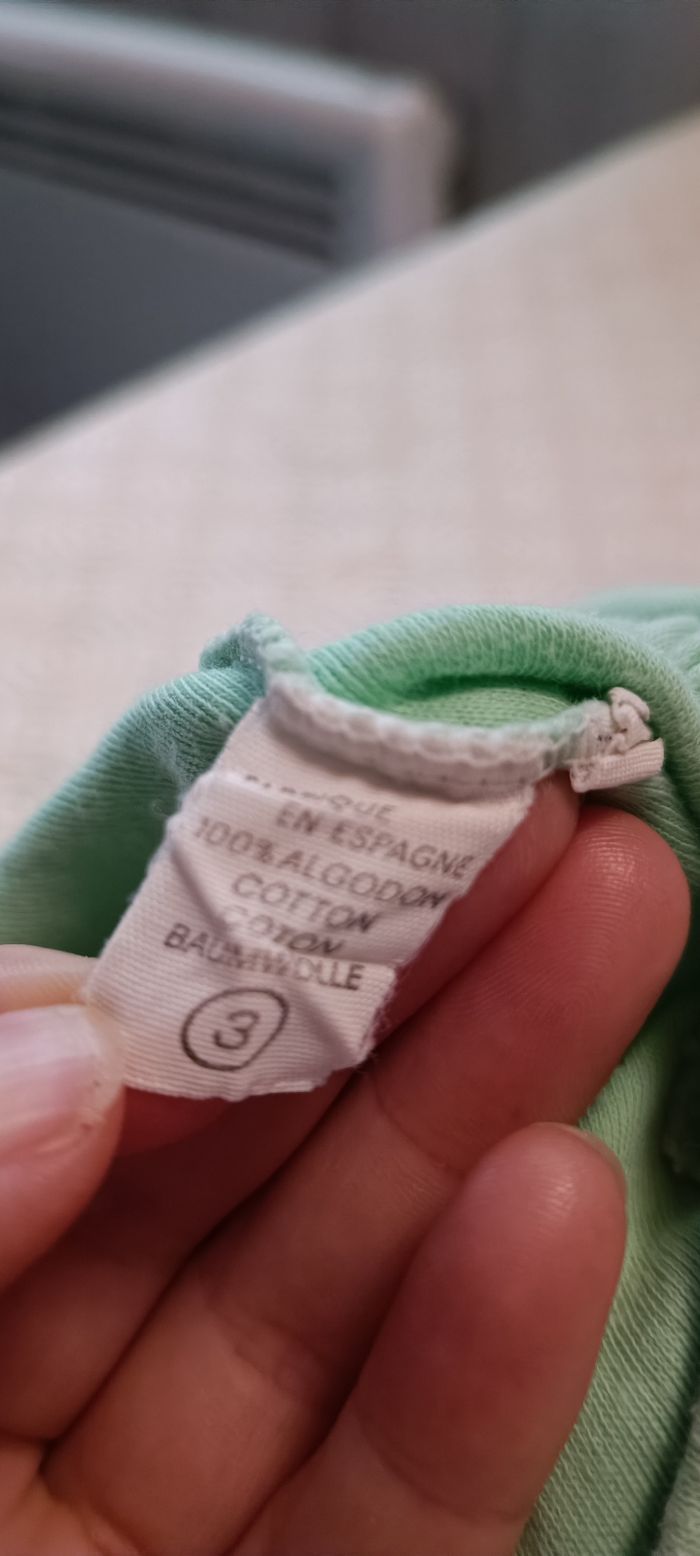 EN ESPAGNE
100% ALGODON
COTTON
COTON
BAUMWOLLE
3